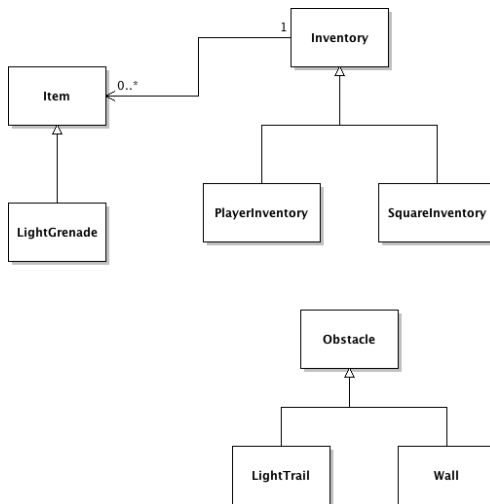 1
Inventory
Item
0..*
PlayerInventory
SquareInventory
LightGrenade
Obstacle
LightTrail
Wall